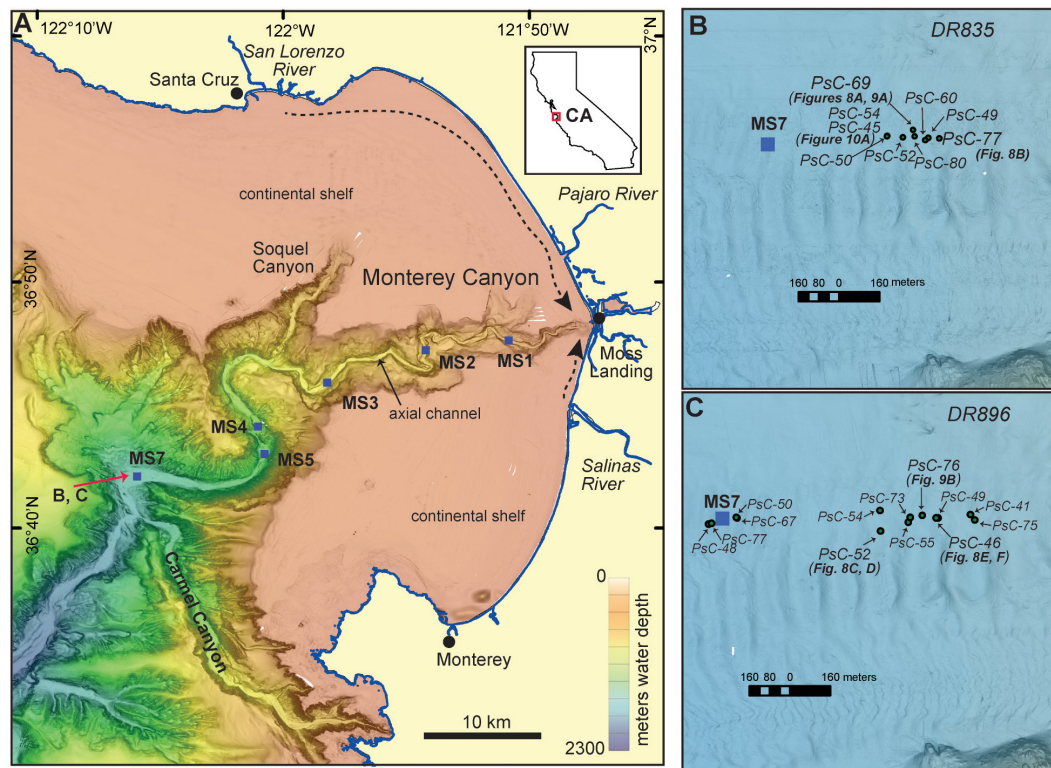 A
122°10'W
122°W
121°50'W
37°N
San Lorenzo
River
Santa Cruz
CA
continental shelf
Pajaro River
Soquel
Canyon
Monterey Canyon
36°50'N
MS1
MS2
Moss
Landing
MS3
axial channel
MS4
MS5
MS7
B, C
Salinas
River
36°40'N
continental shelf
Carmel Canyon
0
meters water depth
2300
Monterey
10 km
B
DR835
PsC-69
(Figures 8A, 9A)
PsC-60
PsC-54
PsC-49
PsC-45
MS7
(Figure 10A)
PsC-77
(Fig. 8B)
PsC-50
PsC-52
PsC-80
160 80 0 160 meters
C
DR896
PsC-76
(Fig. 9B)
MS7
PsC-50
PsC-73
PsC-49
PsC-41
PsC-54
PsC-67
PsC-75
PsC-48
PsC-77
PsC-55
PsC-46
(Fig. 8E, F)
PsC-52
(Fig. 8C, D)
160 80 0 160 meters